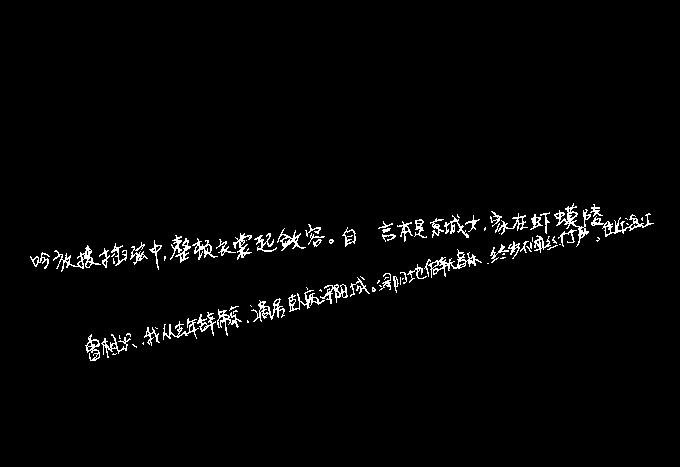 吟放拨插弦中,整顿衣裳起敛容。自 言本是京城女,家在虾蟆陵
曾相识,我从去年辞帝京,谪居卧病浔阳城。浔阳地僻无音乐,终岁不闻丝竹声,住近湓江